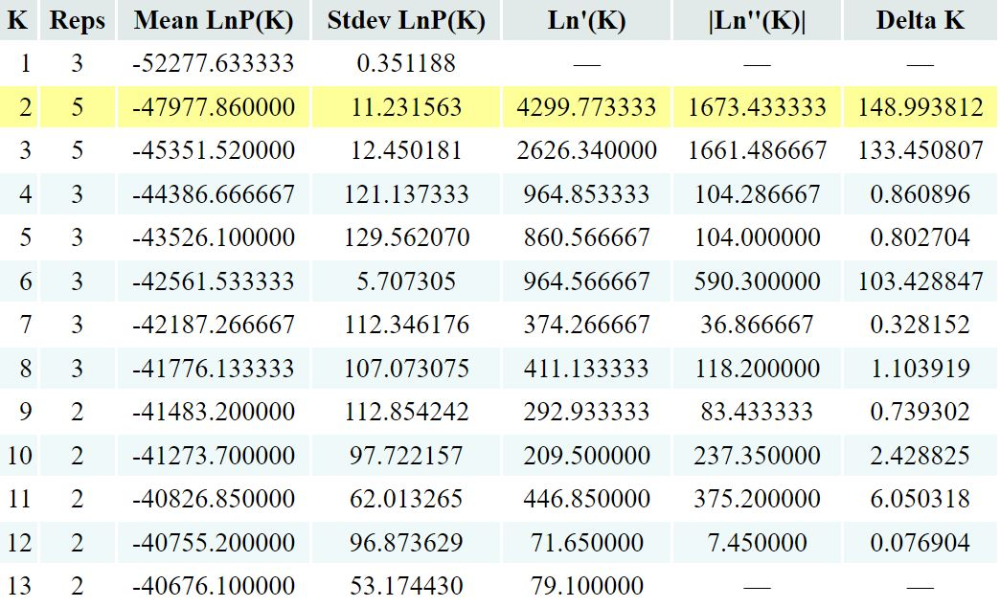 K Reps Mean LnP(K) Stdev LnP(K) Ln'(K) |Ln''(K)| Delta K
1 3 -52277.633333 0.351188 — — —
2 5 -47977.860000 11.231563 4299.773333 1673.433333 148.993812
3 5 -45351.520000 12.450181 2626.340000 1661.486667 133.450807
4 3 -44386.666667 121.137333 964.853333 104.286667 0.860896
5 3 -43526.100000 129.562070 860.566667 104.000000 0.802704
6 3 -42561.533333 5.707305 964.566667 590.300000 103.428847
7 3 -42187.266667 112.346176 374.266667 36.866667 0.328152
8 3 -41776.133333 107.073075 411.133333 118.200000 1.103919
9 2 -41483.200000 112.854242 292.933333 83.433333 0.739302
10 2 -41273.700000 97.722157 209.500000 237.350000 2.428825
11 2 -40826.850000 62.013265 446.850000 375.200000 6.050318
12 2 -40755.200000 96.873629 71.650000 7.450000 0.076904
13 2 -40676.100000 53.174430 79.100000 — —